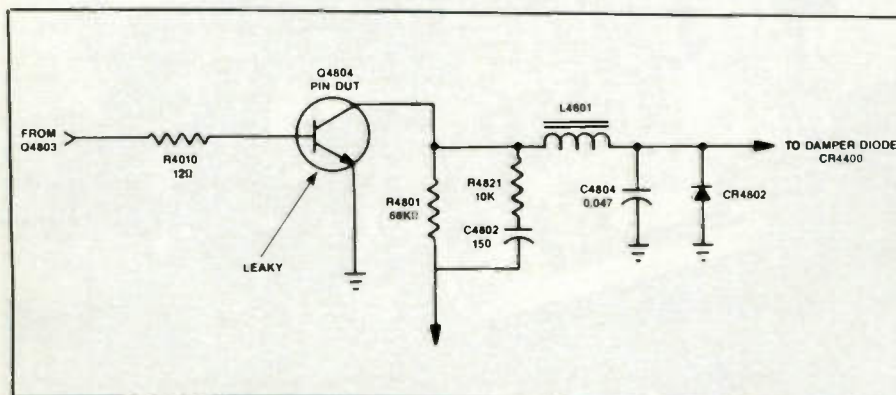 Q4804
PIN DUT
L4601
FROM
Q4803
R4010
12Ω
LEAKY
R4801
68KΩ
R4821
10K
C4802
150
C4804
0.047
CR4802
TO DAMPER DIODE
CR4400